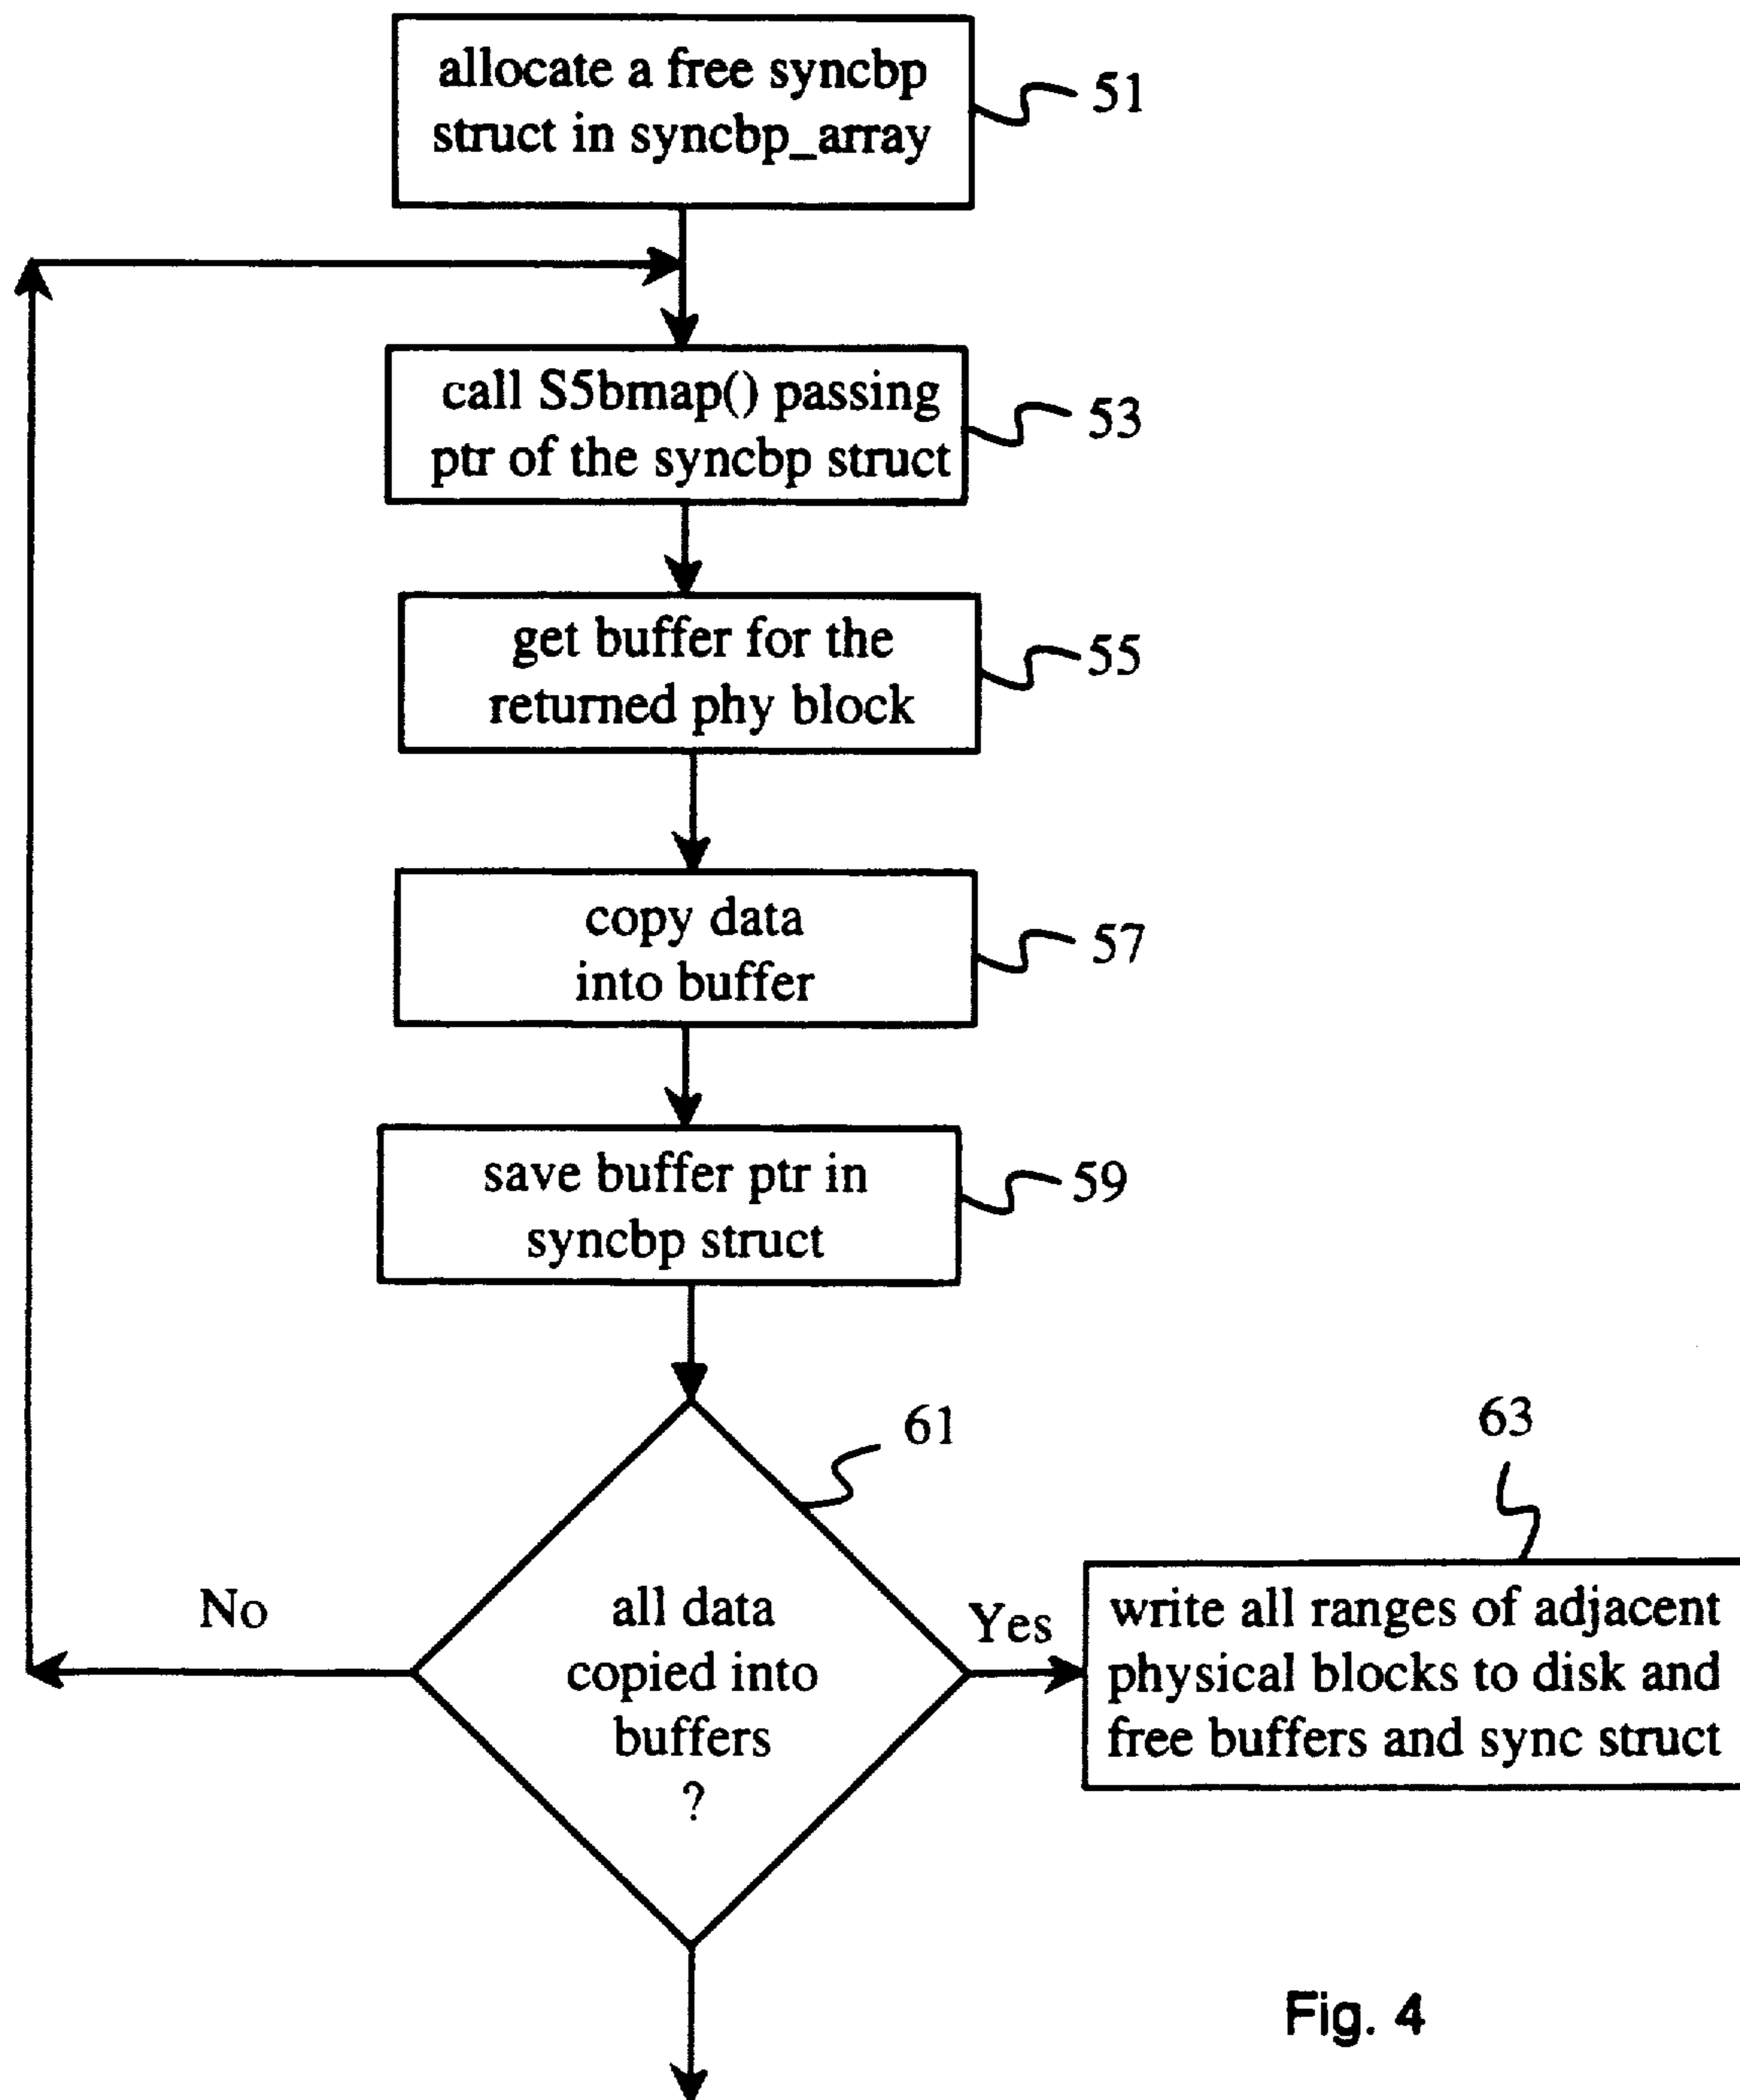 allocate a free syncbp
struct in syncbp_array
51
call S5bmap() passing
ptr of the syncbp struct
53
get buffer for the
returned phy block
55
copy data
into buffer
57
save buffer ptr in
syncbp struct
59
61
63
No
all data
copied into
buffers
?
Yes
write all ranges of adjacent
physical blocks to disk and
free buffers and sync struct
Fig. 4